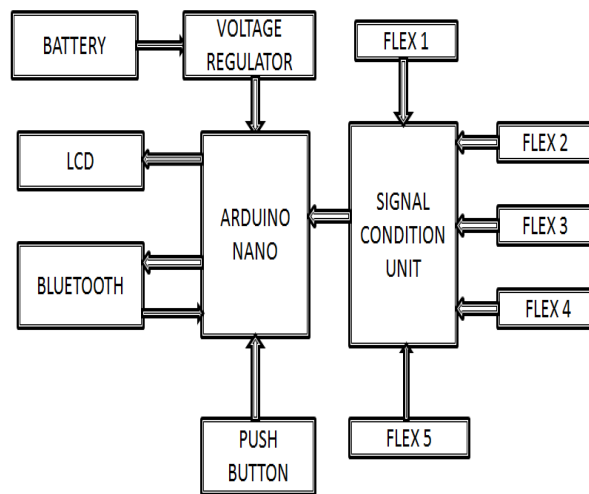 BATTERY
VOLTAGE
REGULATOR
FLEX 1
LCD
ARDUINO
NANO
SIGNAL
CONDITION
UNIT
FLEX 2
FLEX 3
FLEX 4
BLUETOOTH
PUSH
BUTTON
FLEX 5